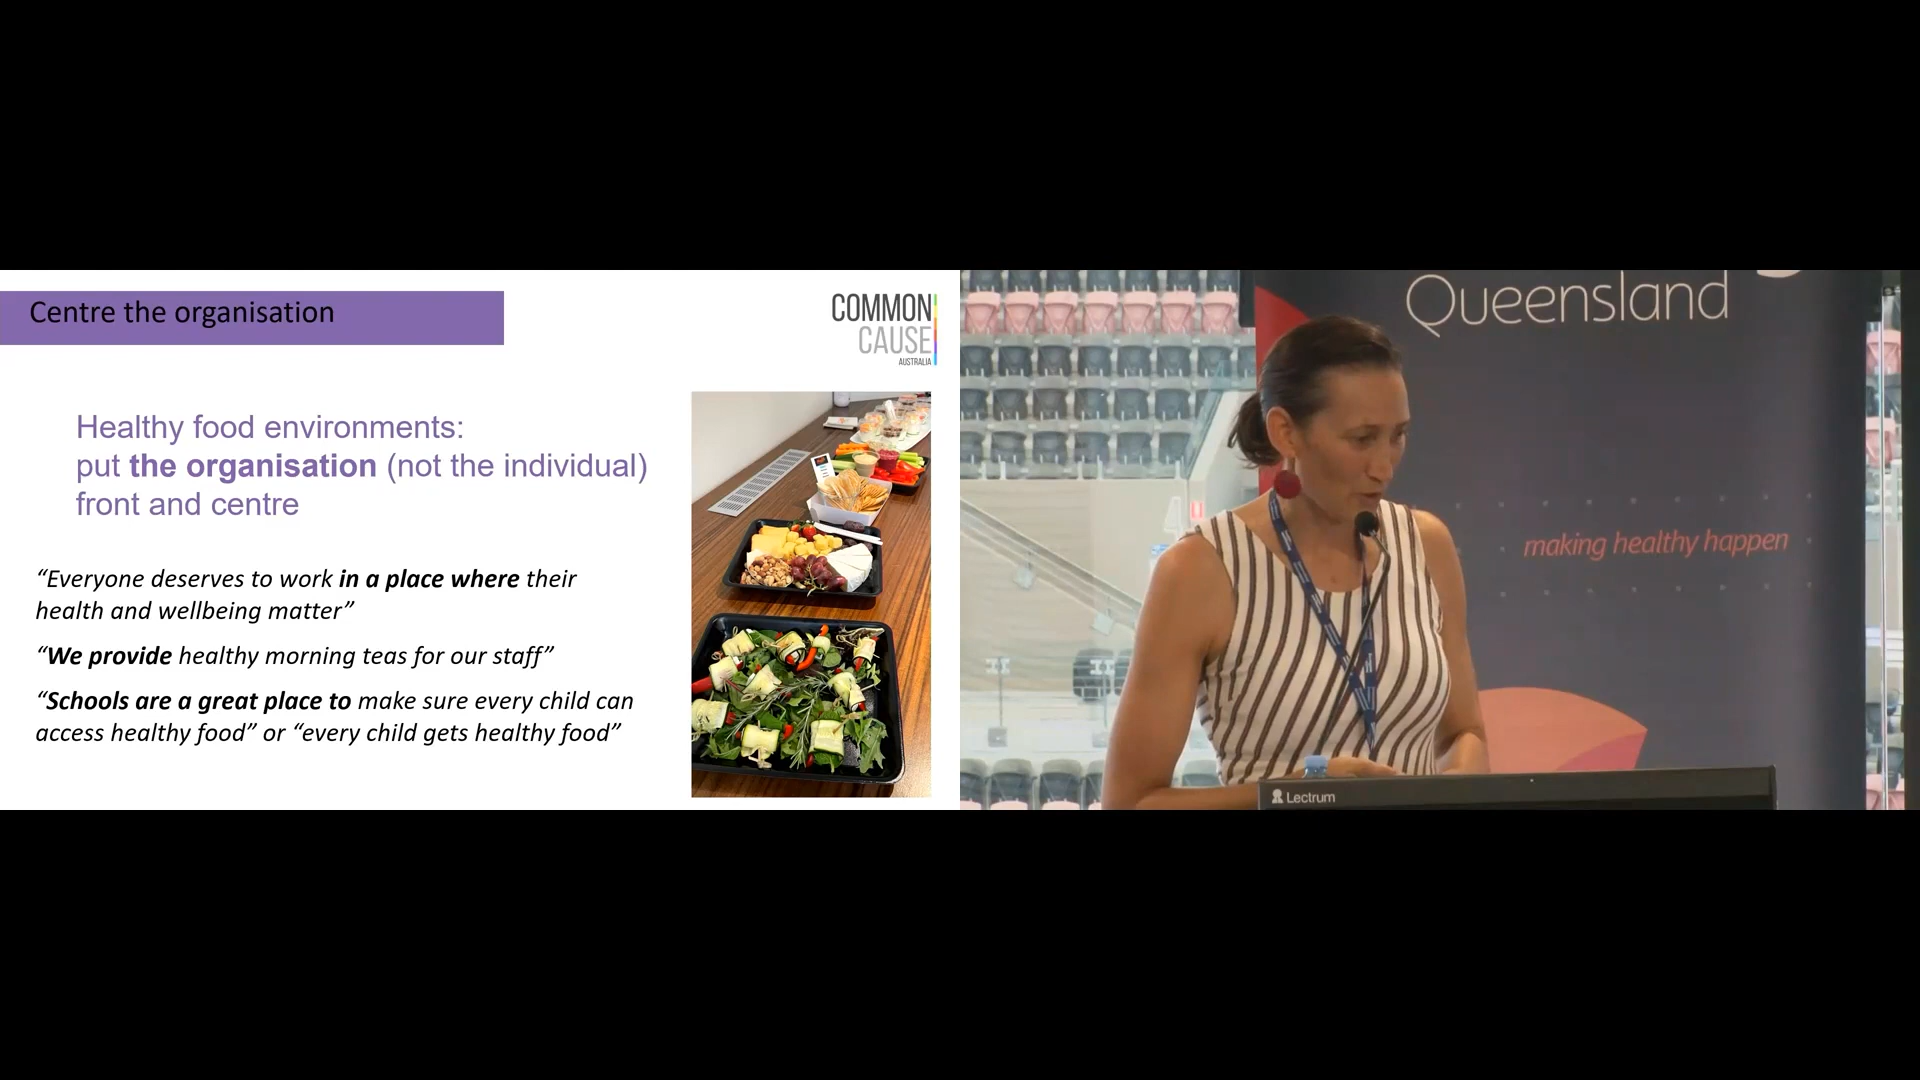 Centre the organisation
COMMON
CAUSE
AUSTRALIA
Healthy food environments:
put the organisation (not the individual)
front and centre
“Everyone deserves to work in a place where their
health and wellbeing matter”
“We provide healthy morning teas for our staff”
“Schools are a great place to make sure every child can
access healthy food” or “every child gets healthy food”
Queensland
making healthy happen
Lectrum